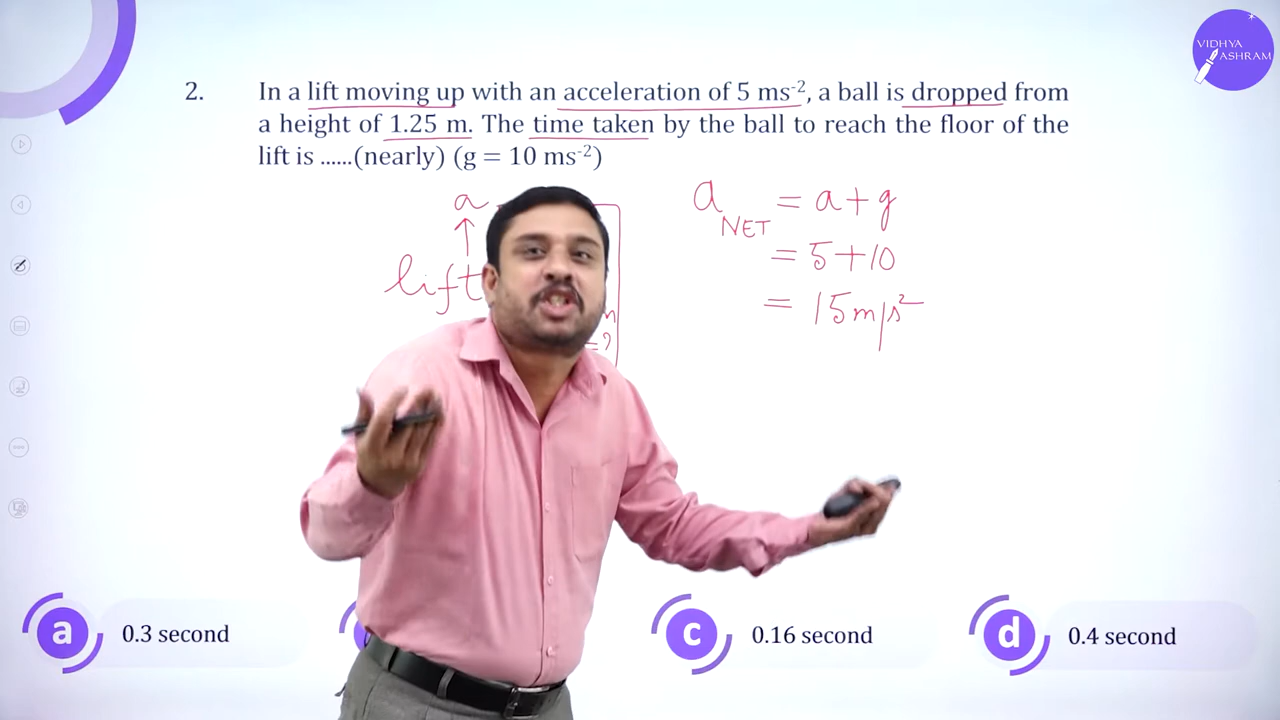 VIDHYA
ASHRAM
2. In a lift moving up with an acceleration of 5 ms⁻², a ball is dropped from
a height of 1.25 m. The time taken by the ball to reach the floor of the
lift is ......(nearly) (g = 10 ms⁻²)
a
lift
m
=?
a NET = a + g
= 5 + 10
= 15 m/s²
a 0.3 second
c 0.16 second
d 0.4 second